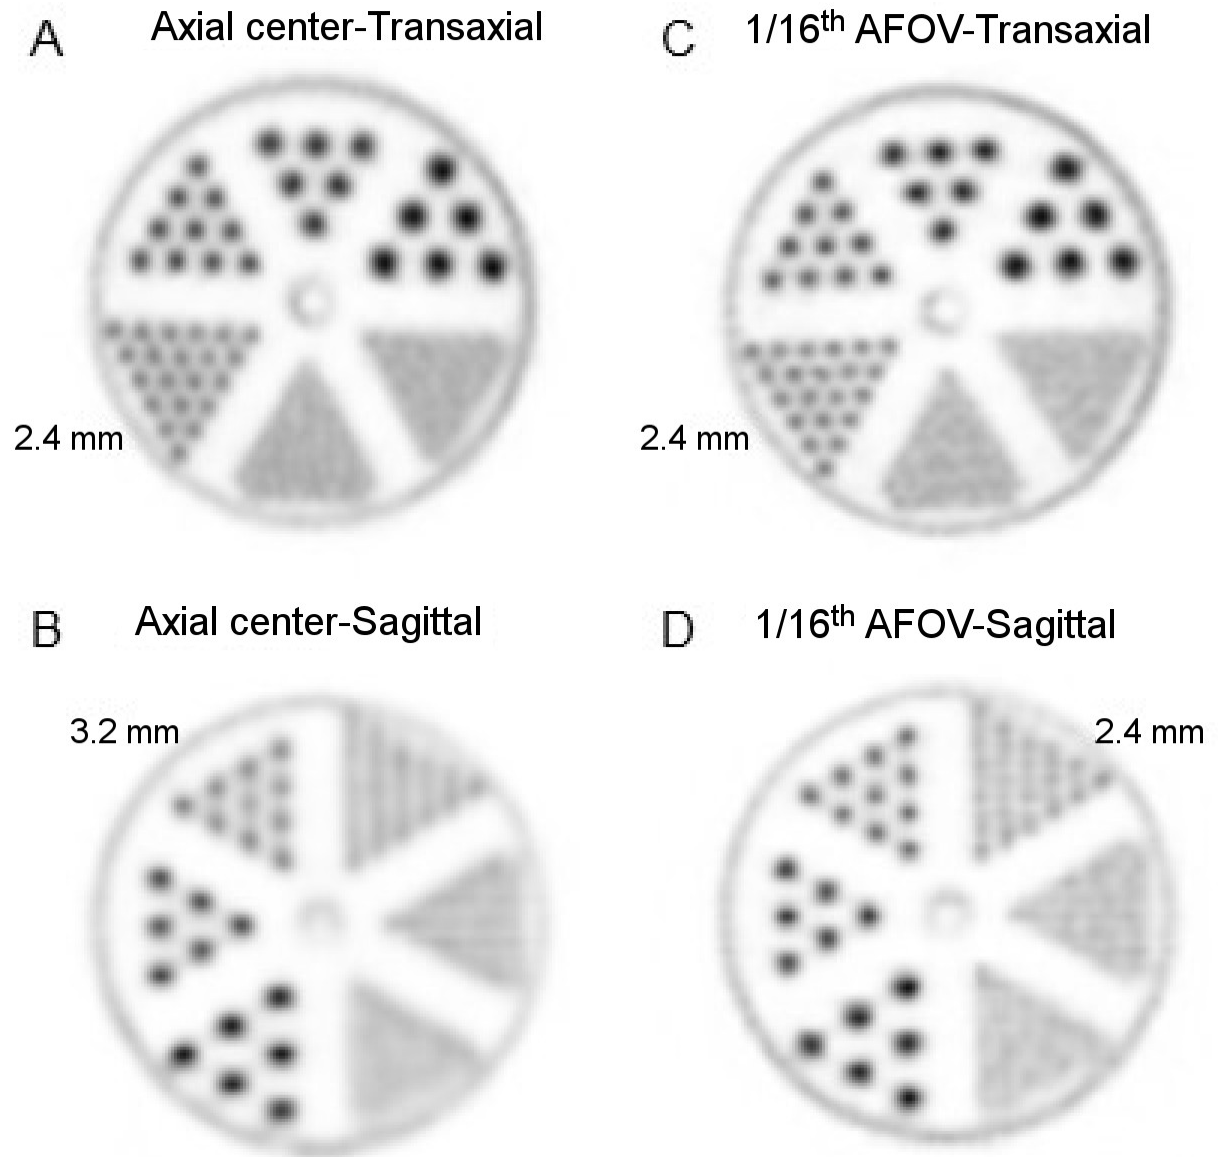 A Axial center-Transaxial
C 1/16th AFOV-Transaxial
2.4 mm
2.4 mm
B Axial center-Sagittal
D 1/16th AFOV-Sagittal
3.2 mm
2.4 mm